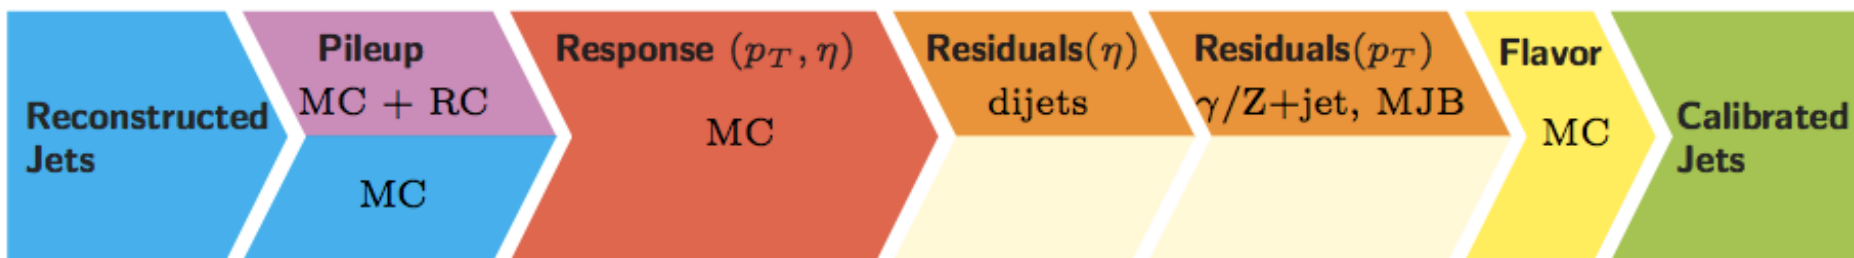 Reconstructed
Jets
Pileup
MC + RC
MC
Response (p_T, η)
MC
Residuals(η)
dijets
Residuals(p_T)
γ/Z+jet, MJB
Flavor
MC
Calibrated
Jets